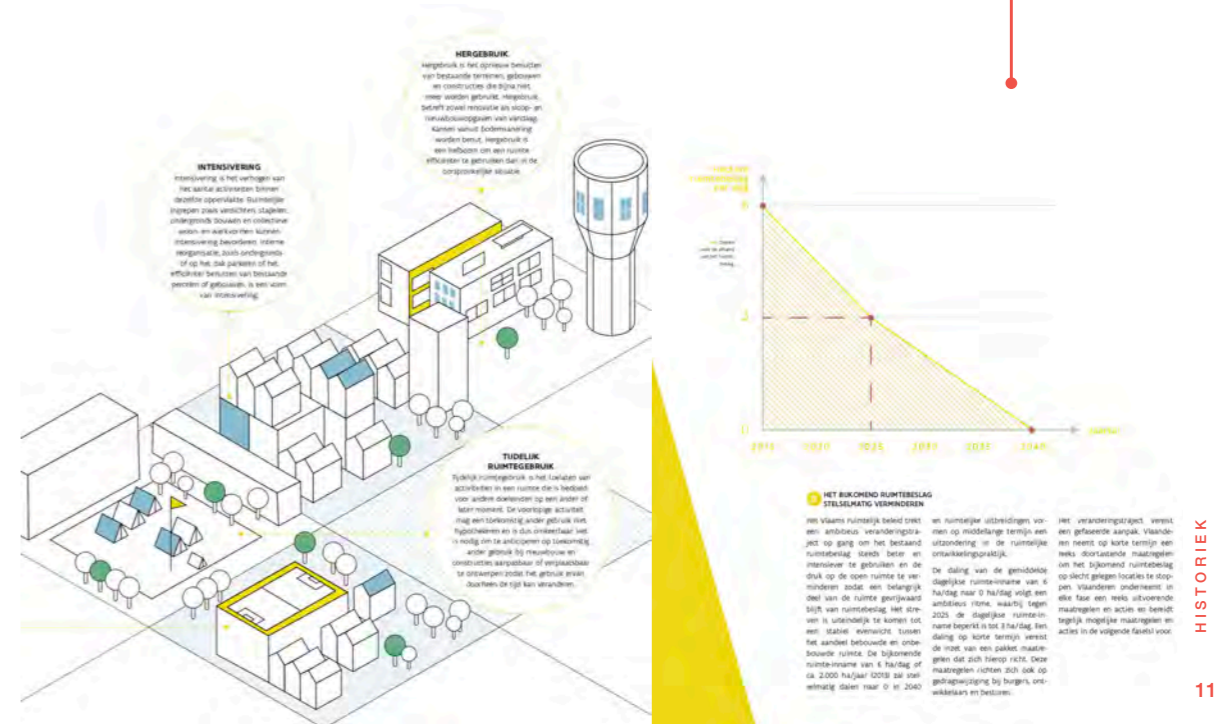 HERGEBRUIK
Hergebruik is het opnieuw benutten
van bestaande terreinen, gebouwen
en constructies die bijna niet
meer worden gebruikt. Hergebruik
betreft zowel renovatie als sloop- en
nieuwbouwopgaven van vandaag.
Kansen vanuit bodemsanering
worden benut. Hergebruik is
een hefboom om een ruimte
efficiënter te gebruiken dan in de
oorspronkelijke situatie.
INTENSIVERING
Intensivering is het verhogen van
het aantal activiteiten binnen
dezelfde oppervlakte. Ruimtelijke
ingrepen zoals verdichten, stapelen,
ondergronds bouwen en collectieve
woon- en werkvormen kunnen
intensivering bevorderen. Interne
reorganisatie, zoals ondergronds
of op het dak parkeren of het
efficiënter benutten van bestaande
percelen of gebouwen, is een vorm
van intensivering.
TIJDELIJK
RUIMTEGEBRUIK
Tijdelijk ruimtegebruik is het toelaten van
activiteiten in een ruimte die is bedoeld
voor andere doeleinden op een ander of
later moment. De voorlopige activiteit
mag een toekomstig ander gebruik niet
hypothekeren en is dus omkeerbaar. Het
is nodig om te anticiperen op toekomstig
ander gebruik bij nieuwbouw en
constructies aanpasbaar of verplaatsbaar
te ontwerpen zodat het gebruik ervan
doorheen de tijd kan veranderen.
6
3
0
2015 2020 2025 2030 2035 2040
HET BIJKOMEND RUIMTEBESLAG
STELSELMATIG VERMINDEREN
Het Vlaams ruimtelijk beleid trekt
een ambitieus veranderingstra-
ject op gang om het bestaand
ruimtebeslag steeds beter en
intensiever te gebruiken en de
druk op de open ruimte te ver-
minderen zodat een belangrijk
deel van de ruimte gevrijwaard
blijft van ruimtebeslag. Het stre-
ven is uiteindelijk te komen tot
een stabiel evenwicht tussen
het aandeel bebouwde en onbe-
bouwde ruimte. De bijkomende
ruimte-inname van 6 ha/dag of
ca. 2.000 ha/jaar (2013) zal stel-
selmatig dalen naar 0 in 2040
en ruimtelijke uitbreidingen vor-
men op middellange termijn een
uitzondering in de ruimtelijke
ontwikkelingspraktijk.
De daling van de gemiddelde
dagelijkse ruimte-inname van 6
ha/dag naar 0 ha/dag volgt een
ambitieus ritme, waarbij tegen
2025 de dagelijkse ruimte-in-
name beperkt is tot 3 ha/dag. Een
daling op korte termijn vereist
de inzet van een pakket maatre-
gelen dat zich hierop richt. Deze
maatregelen richten zich ook op
gedragswijziging bij burgers, ont-
wikkelaars en besturen.
Het veranderingstraject vereist
een gefaseerde aanpak. Vlaande-
ren neemt op korte termijn een
reeks doortastende maatregelen
om het bijkomend ruimtebeslag
op slecht gelegen locaties te stop-
pen. Vlaanderen onderneemt in
elke fase een reeks uitvoerende
maatregelen en acties en bereidt
tegelijk mogelijke maatregelen en
acties in de volgende fase(s) voor.
HISTORIEK
11